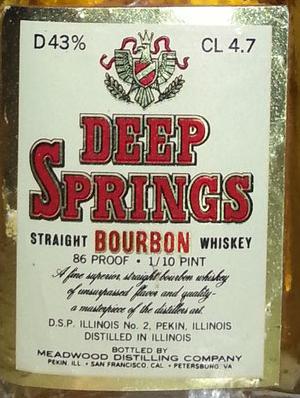 D 43% CL 4.7
DEEP
SPRINGS
STRAIGHT BOURBON WHISKEY
86 PROOF • 1/10 PINT
A fine superior straight bourbon whiskey
of unsurpassed flavor and quality-
a masterpiece of the distillers art.
D.S.P. ILLINOIS No. 2, PEKIN, ILLINOIS
DISTILLED IN ILLINOIS
BOTTLED BY
MEADWOOD DISTILLING COMPANY
PEKIN, ILL. • SAN FRANCISCO, CAL. • PETERSBURG, VA